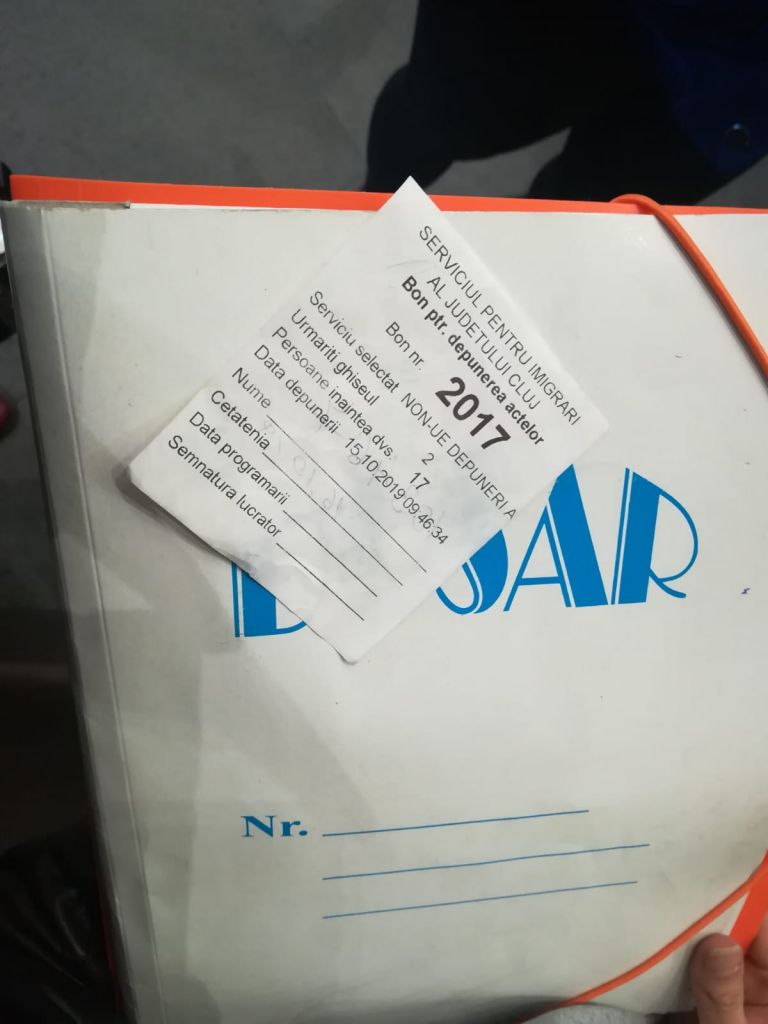 SERVICIUL PENTRU IMIGRARI
AL JUDETULUI CLUJ
Bon ptr. depunerea actelor
Bon nr. 2017
Serviciu selectat NON-UE DEPUNERI A
Urmariti ghiseul 2
Persoane inaintea dvs. 17
Data depunerii 15.10.2019 09:46:34
Nume
Cetatenia
Data programarii
Semnatura lucrator
Nr.